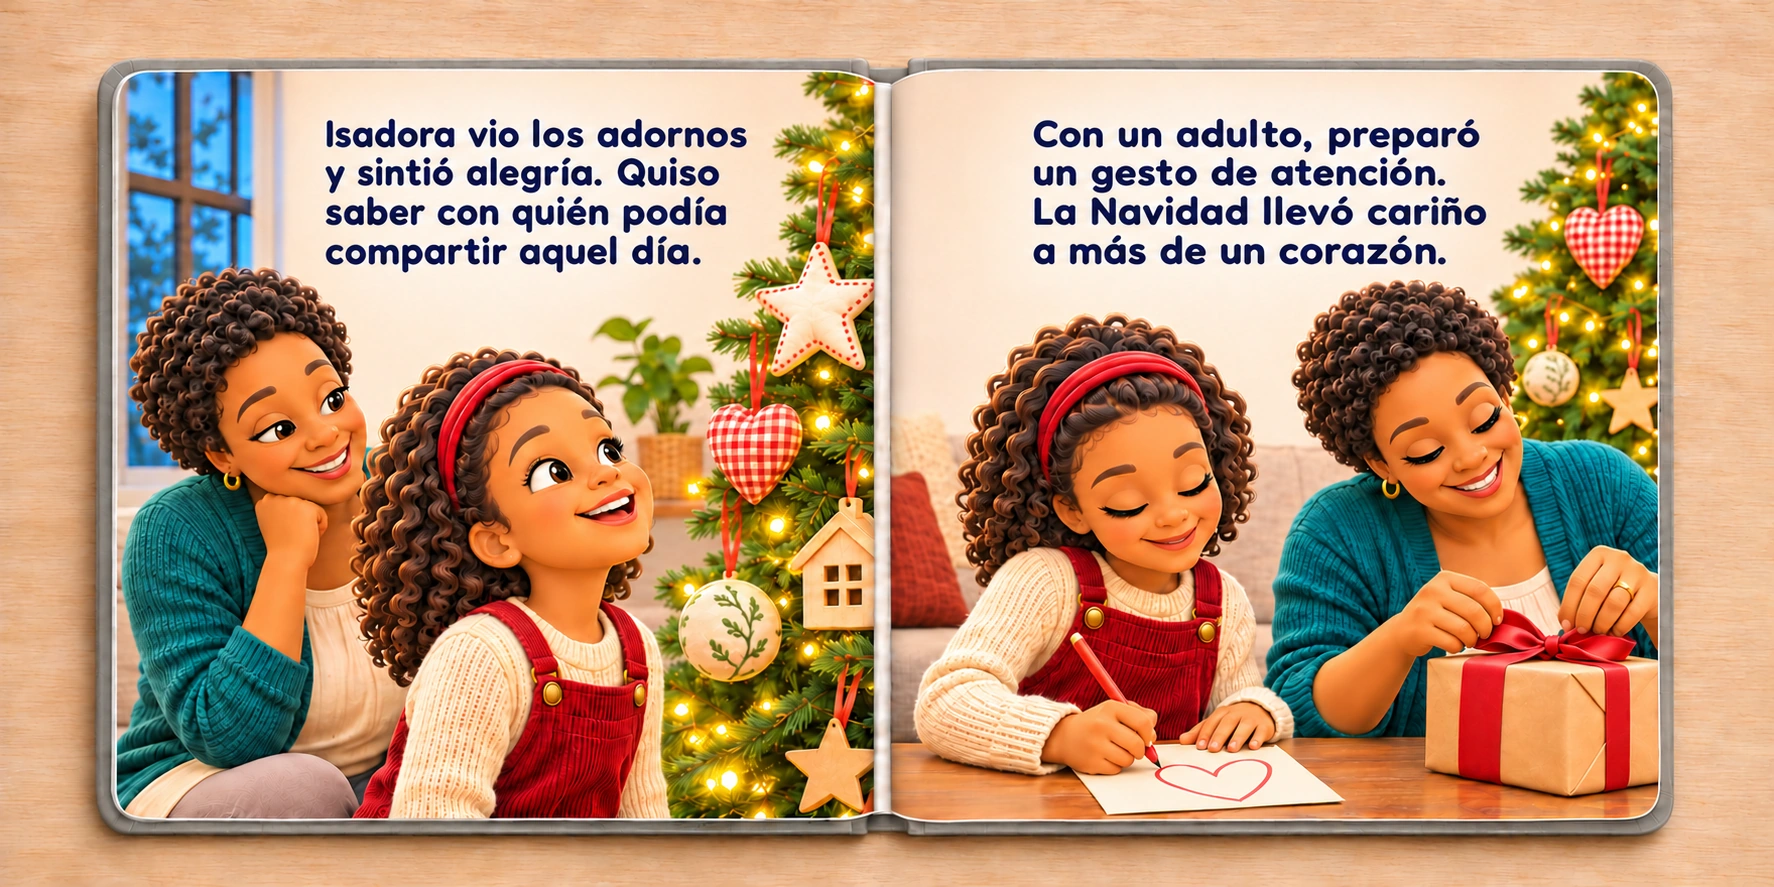 Isadora vio los adornos
y sintió alegría. Quiso
saber con quién podía
compartir aquel día.
Con un adulto, preparó
un gesto de atención.
La Navidad llevó cariño
a más de un corazón.